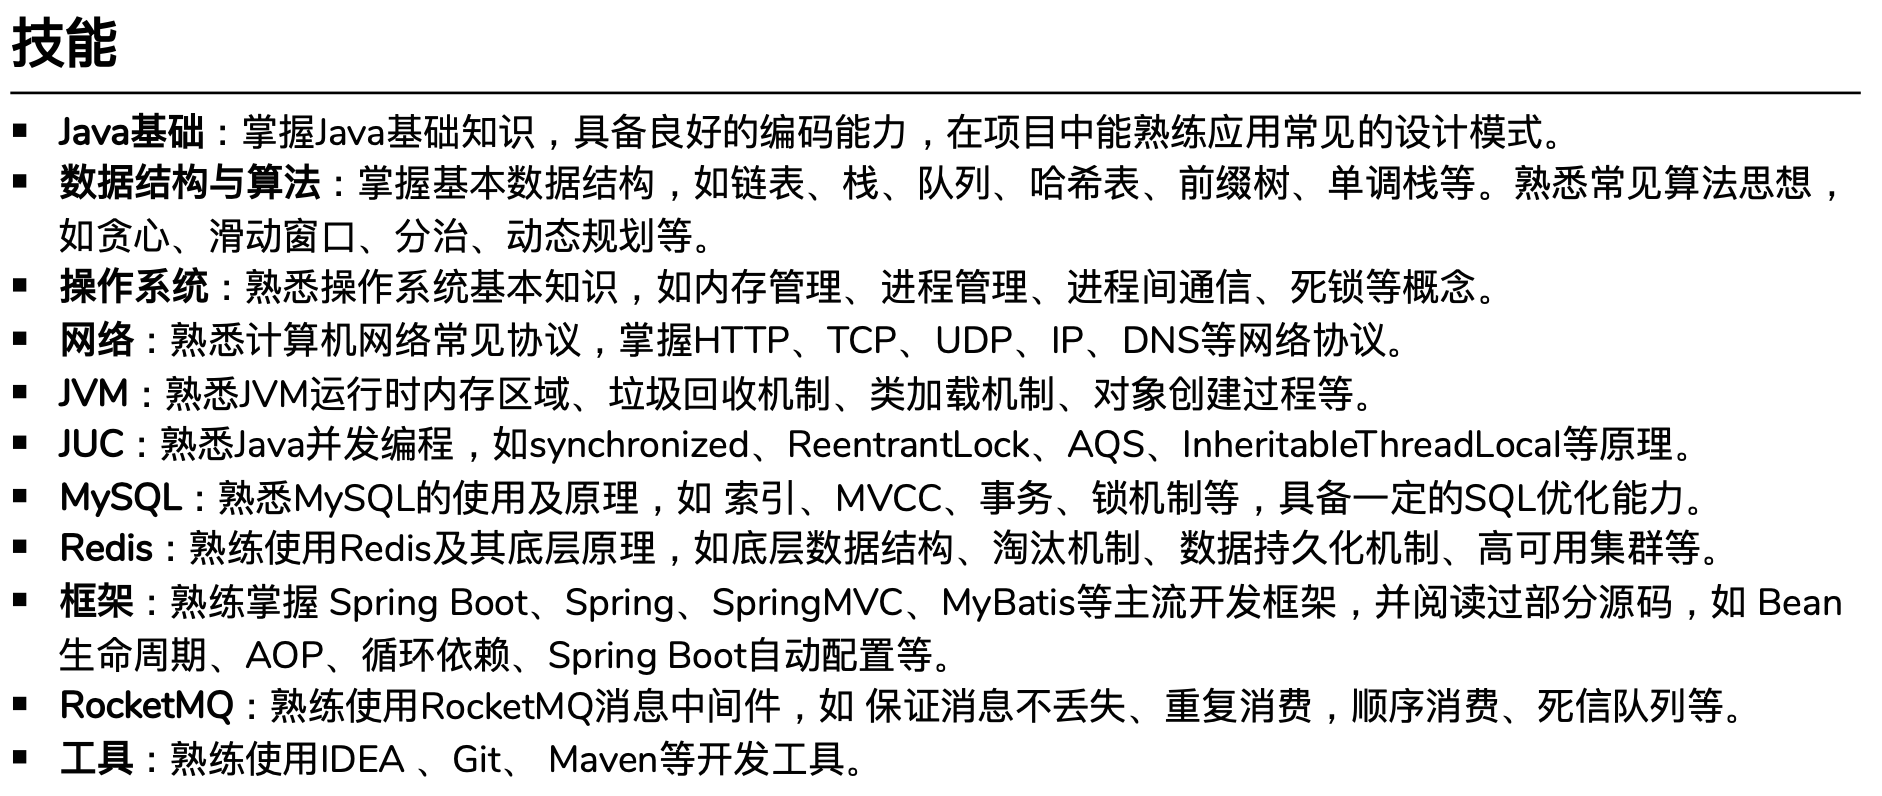 技能
▪ Java基础：掌握Java基础知识，具备良好的编码能力，在项目中能熟练应用常见的设计模式。
▪ 数据结构与算法：掌握基本数据结构，如链表、栈、队列、哈希表、前缀树、单调栈等。熟悉常见算法思想，
如贪心、滑动窗口、分治、动态规划等。
▪ 操作系统：熟悉操作系统基本知识，如内存管理、进程管理、进程间通信、死锁等概念。
▪ 网络：熟悉计算机网络常见协议，掌握HTTP、TCP、UDP、IP、DNS等网络协议。
▪ JVM：熟悉JVM运行时内存区域、垃圾回收机制、类加载机制、对象创建过程等。
▪ JUC：熟悉Java并发编程，如synchronized、ReentrantLock、AQS、InheritableThreadLocal等原理。
▪ MySQL：熟悉MySQL的使用及原理，如 索引、MVCC、事务、锁机制等，具备一定的SQL优化能力。
▪ Redis：熟练使用Redis及其底层原理，如底层数据结构、淘汰机制、数据持久化机制、高可用集群等。
▪ 框架：熟练掌握 Spring Boot、Spring、SpringMVC、MyBatis等主流开发框架，并阅读过部分源码，如 Bean
生命周期、AOP、循环依赖、Spring Boot自动配置等。
▪ RocketMQ：熟练使用RocketMQ消息中间件，如 保证消息不丢失、重复消费，顺序消费、死信队列等。
▪ 工具：熟练使用IDEA 、Git、 Maven等开发工具。